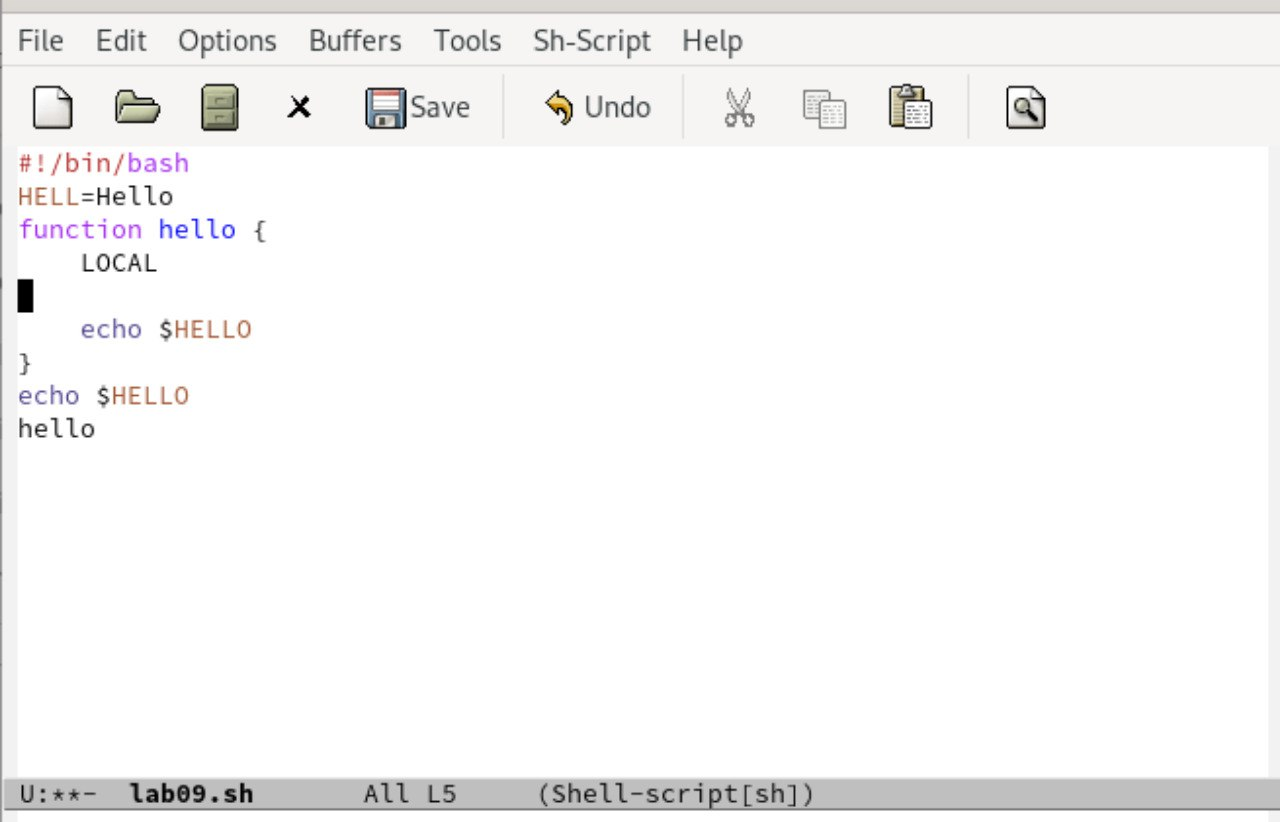 File Edit Options Buffers Tools Sh-Script Help
Save Undo
#!/bin/bash
HELL=Hello
function hello {
    LOCAL
    echo $HELLO
}
echo $HELLO
hello
U:**- lab09.sh All L5 (Shell-script[sh])